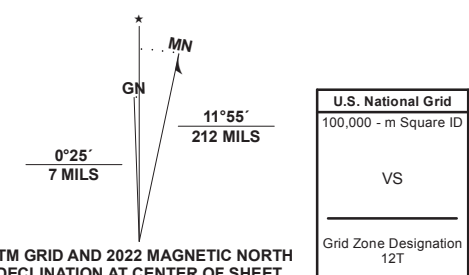 MN
GN
11°55´
212 MILS
0°25´
7 MILS
TM GRID AND 2022 MAGNETIC NORTH
DECLINATION AT CENTER OF SHEET
U.S. National Grid
100,000 - m Square ID
VS
Grid Zone Designation
12T